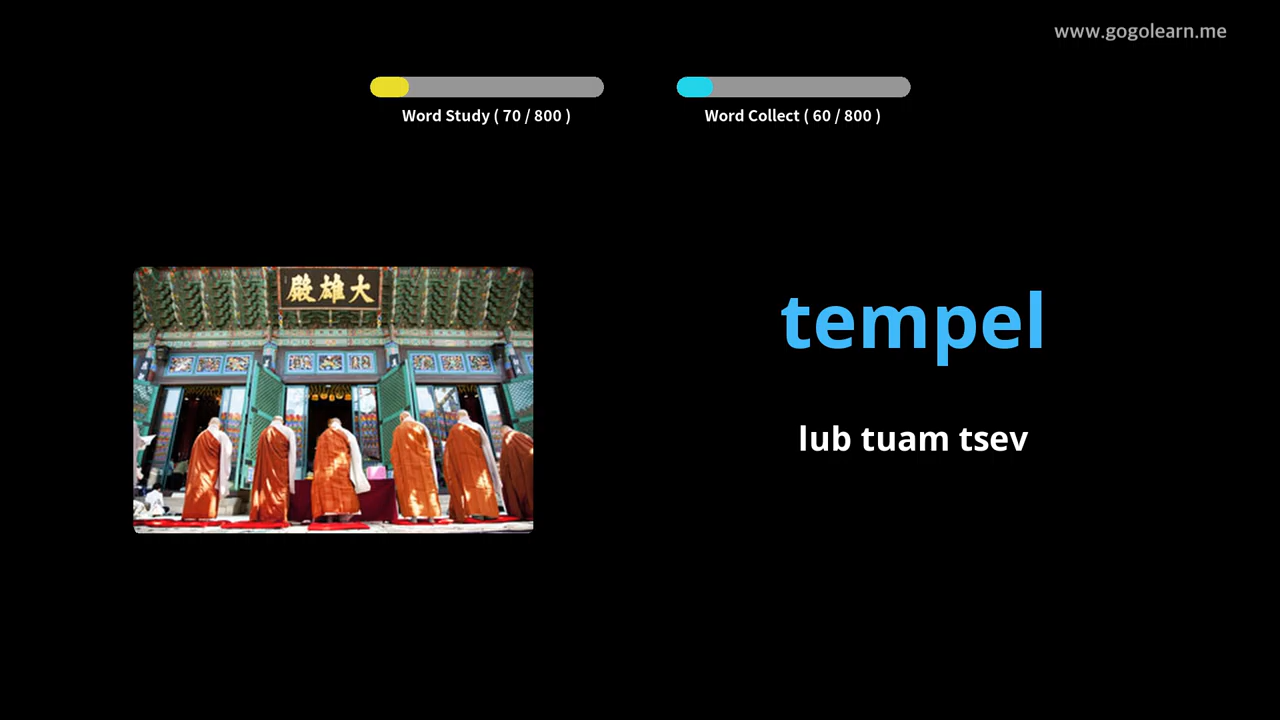 www.gogolearn.me
Word Study ( 70 / 800 )
Word Collect ( 60 / 800 )
殿雄大
tempel
lub tuam tsev